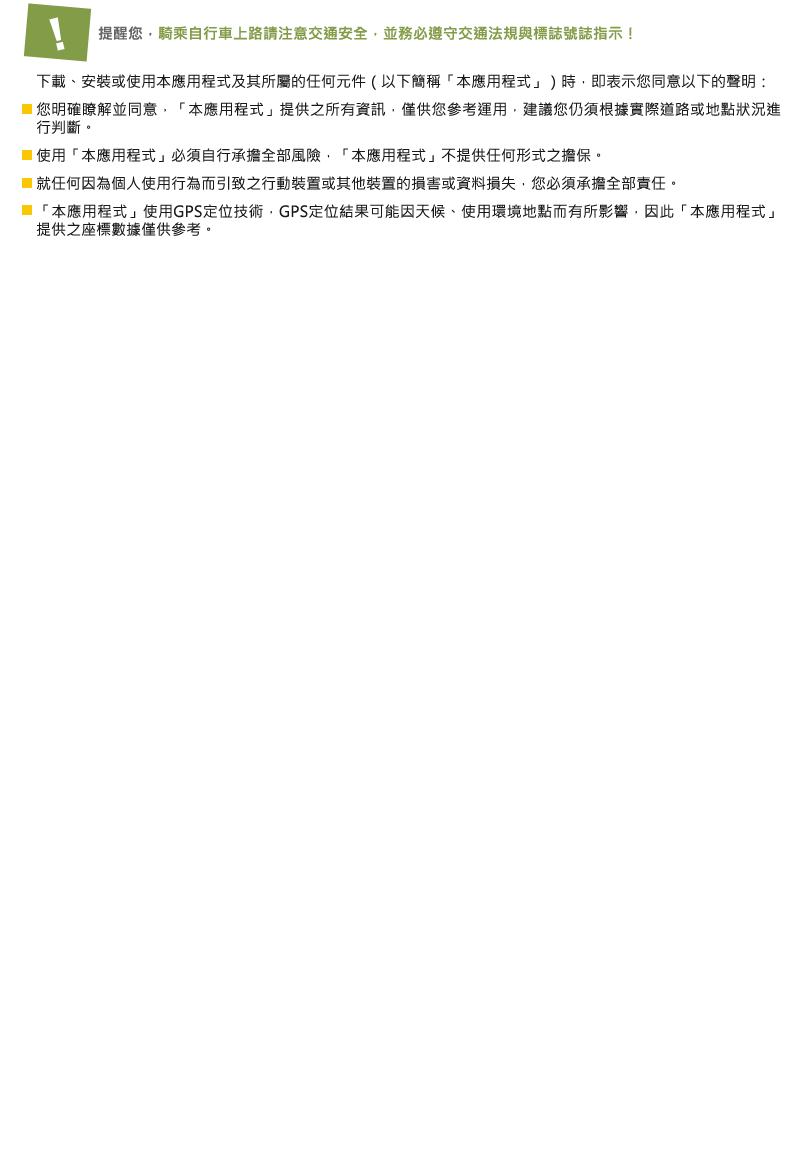 提醒您，騎乘自行車上路請注意交通安全，並務必遵守交通法規與標誌號誌指示！
下載、安裝或使用本應用程式及其所屬的任何元件（以下簡稱「本應用程式」）時，即表示您同意以下的聲明：
您明確瞭解並同意，「本應用程式」提供之所有資訊，僅供您參考運用，建議您仍須根據實際道路或地點狀況進
行判斷。
使用「本應用程式」必須自行承擔全部風險，「本應用程式」不提供任何形式之擔保。
就任何因為個人使用行為而引致之行動裝置或其他裝置的損害或資料損失，您必須承擔全部責任。
「本應用程式」使用GPS定位技術，GPS定位結果可能因天候、使用環境地點而有所影響，因此「本應用程式」
提供之座標數據僅供參考。